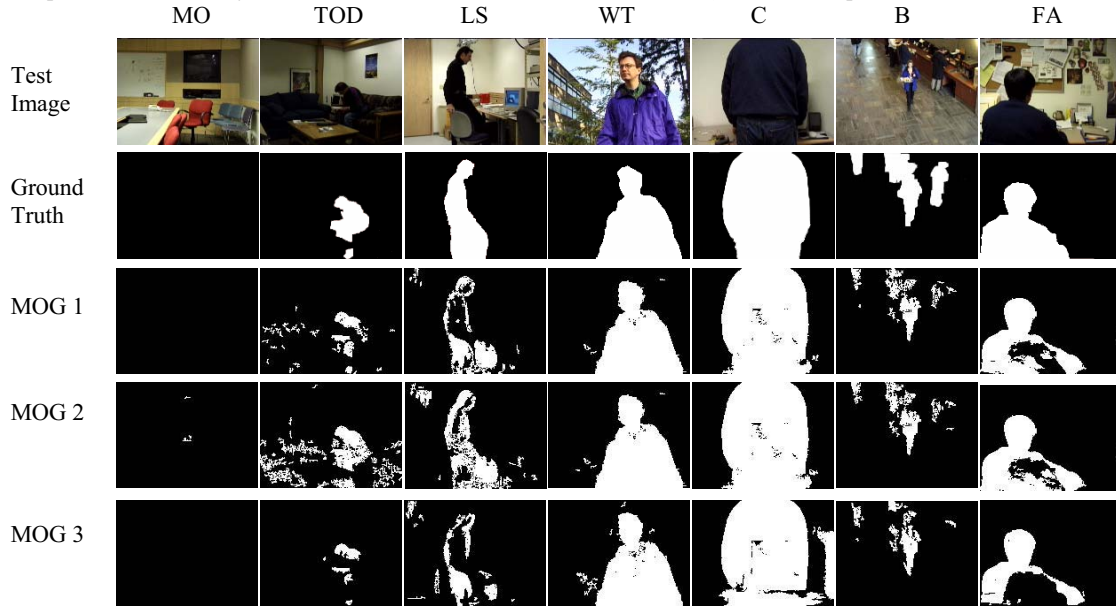 MO TOD LS WT C B FA
Test
Image
Ground
Truth
MOG 1
MOG 2
MOG 3